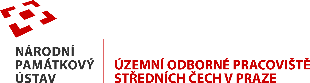 NÁRODNÍ
PAMÁTKOVÝ
ÚSTAV
ÚZEMNÍ ODBORNÉ PRACOVIŠTĚ
STŘEDNÍCH ČECH V PRAZE